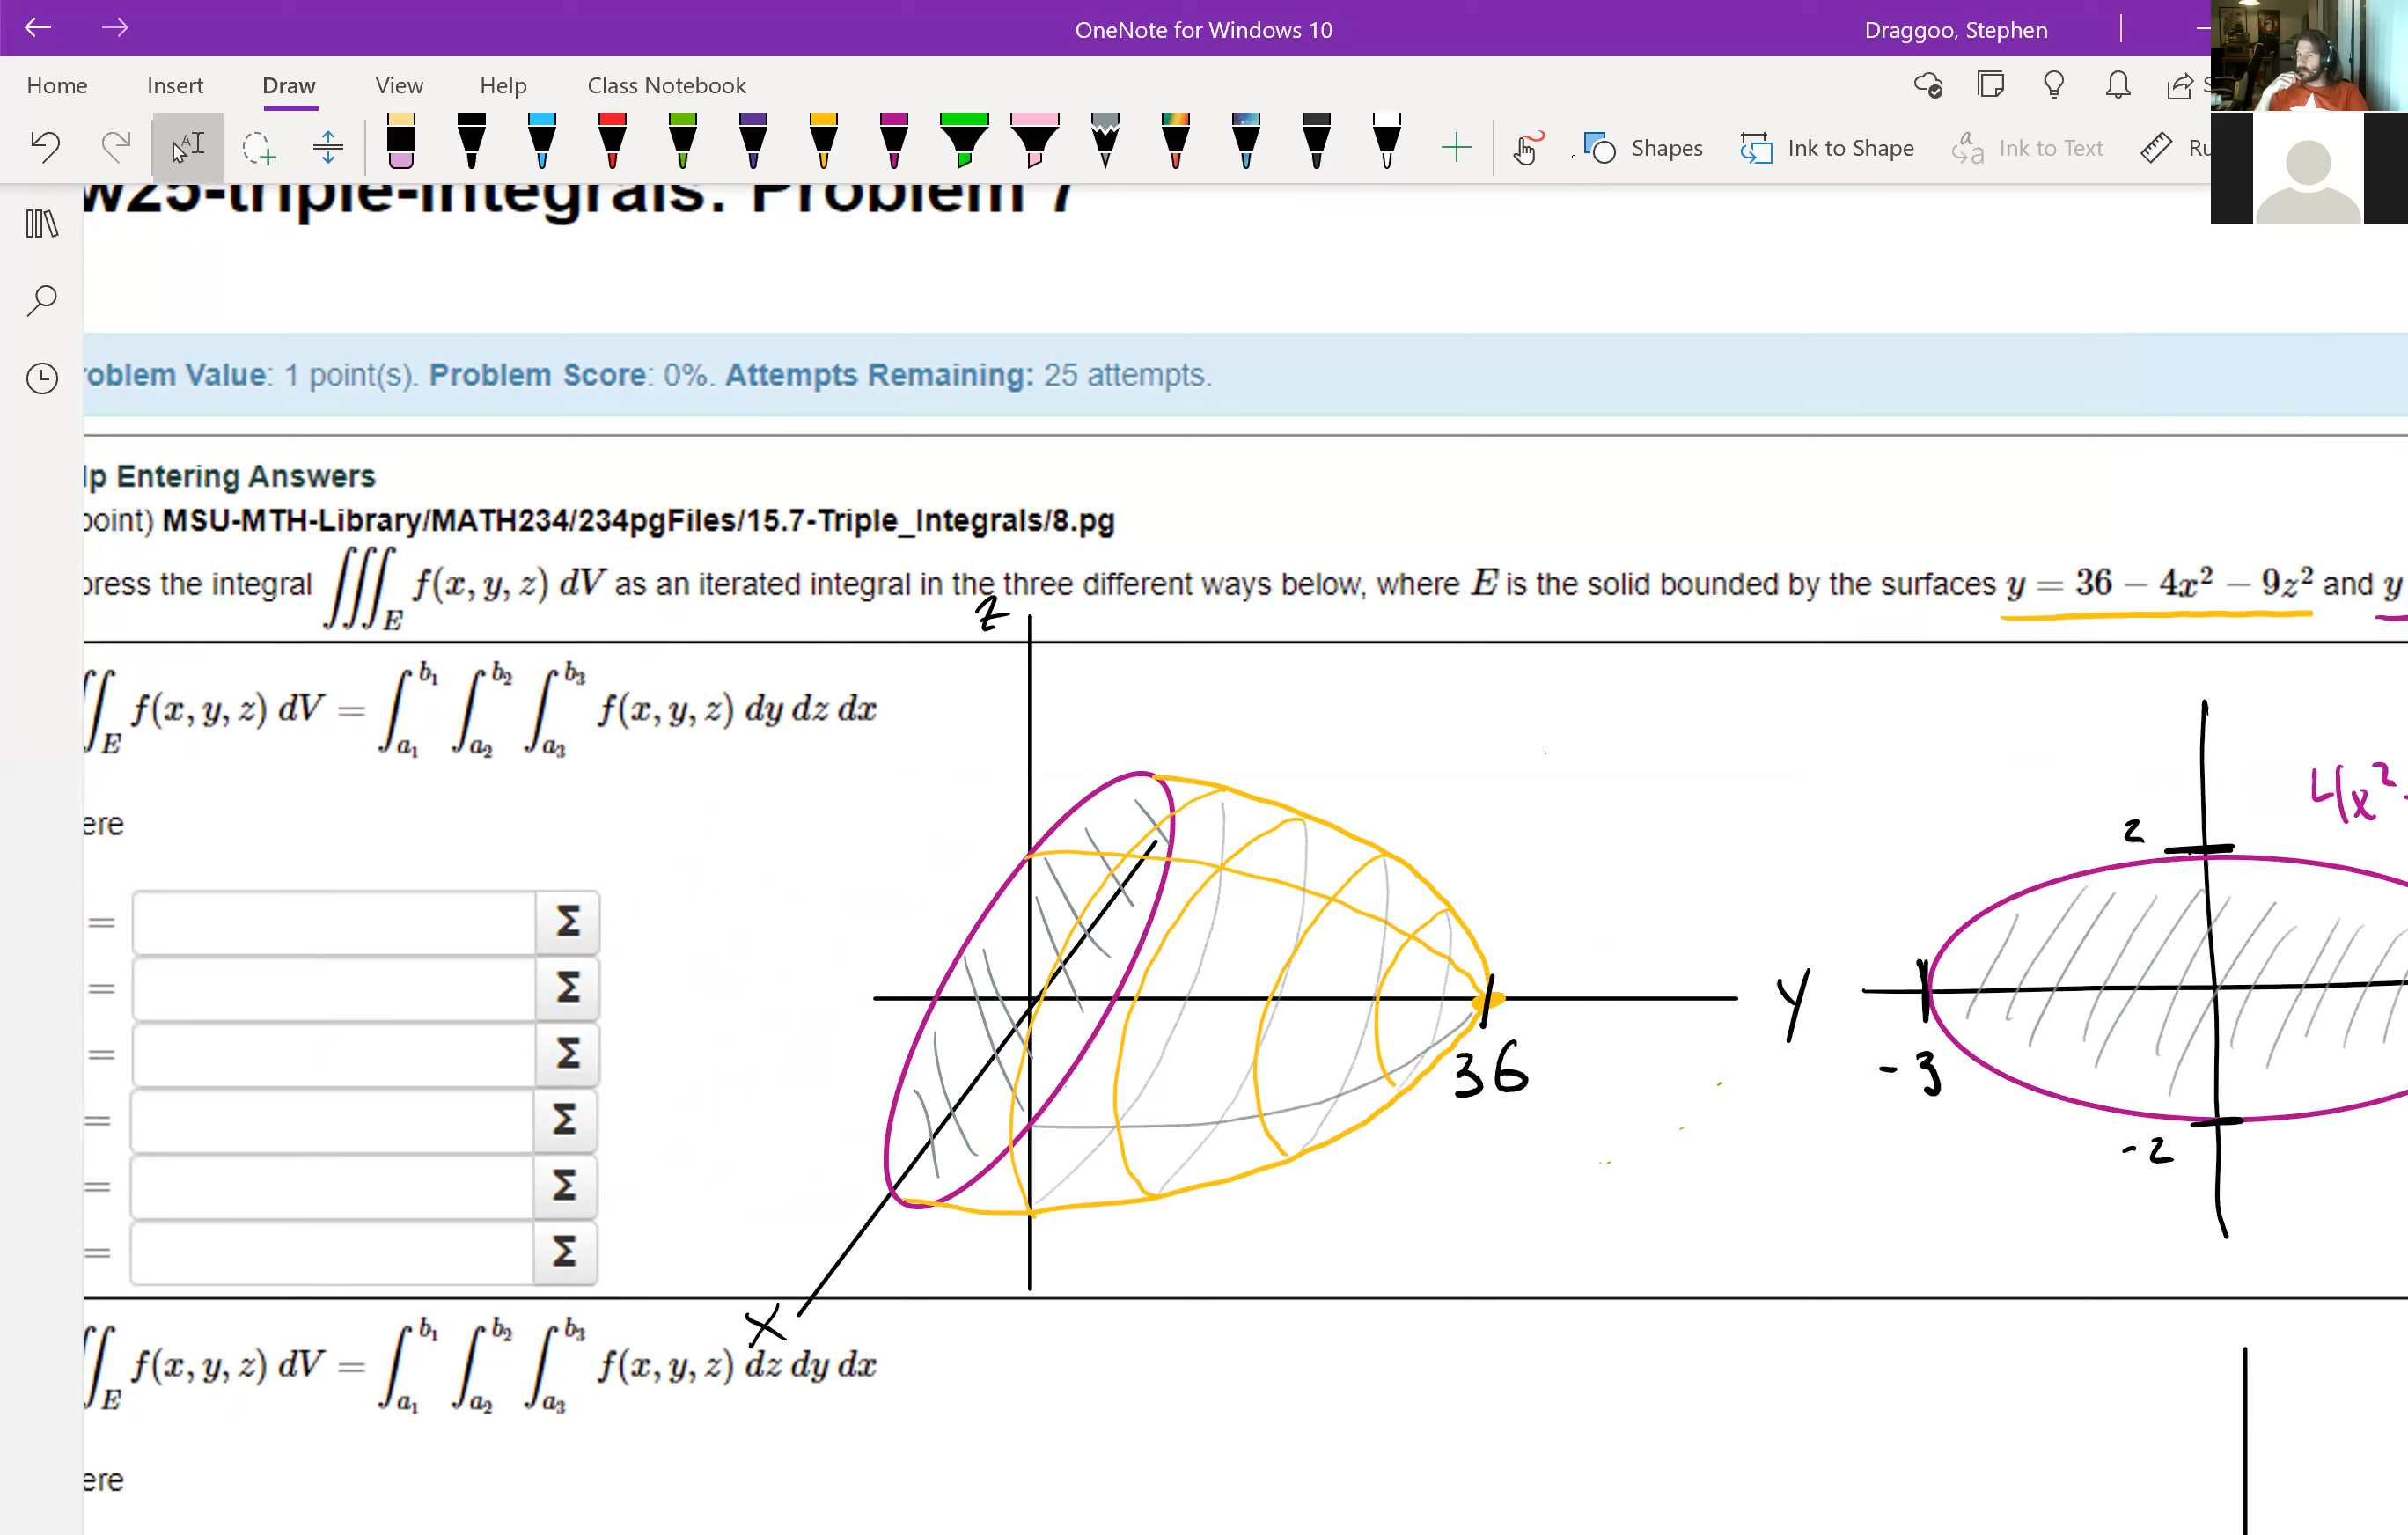 OneNote for Windows 10
Draggoo, Stephen
Home Insert Draw View Help Class Notebook S
Shapes Ink to Shape Ink to Text Ru
w25-triple-integrals: Problem 7
roblem Value: 1 point(s). Problem Score: 0%. Attempts Remaining: 25 attempts.
lp Entering Answers
point) MSU-MTH-Library/MATH234/234pgFiles/15.7-Triple_Integrals/8.pg
press the integral ∭_E f(x, y, z) dV as an iterated integral in the three different ways below, where E is the solid bounded by the surfaces y = 36 − 4x² − 9z² and y
z
∬_E f(x, y, z) dV = ∫_{a₁}^{b₁} ∫_{a₂}^{b₂} ∫_{a₃}^{b₃} f(x, y, z) dy dz dx
4x²
2
ere
= Σ
= Σ
y
= Σ
36
-3
= Σ
-2
= Σ
= Σ
x
∬_E f(x, y, z) dV = ∫_{a₁}^{b₁} ∫_{a₂}^{b₂} ∫_{a₃}^{b₃} f(x, y, z) dz dy dx
ere